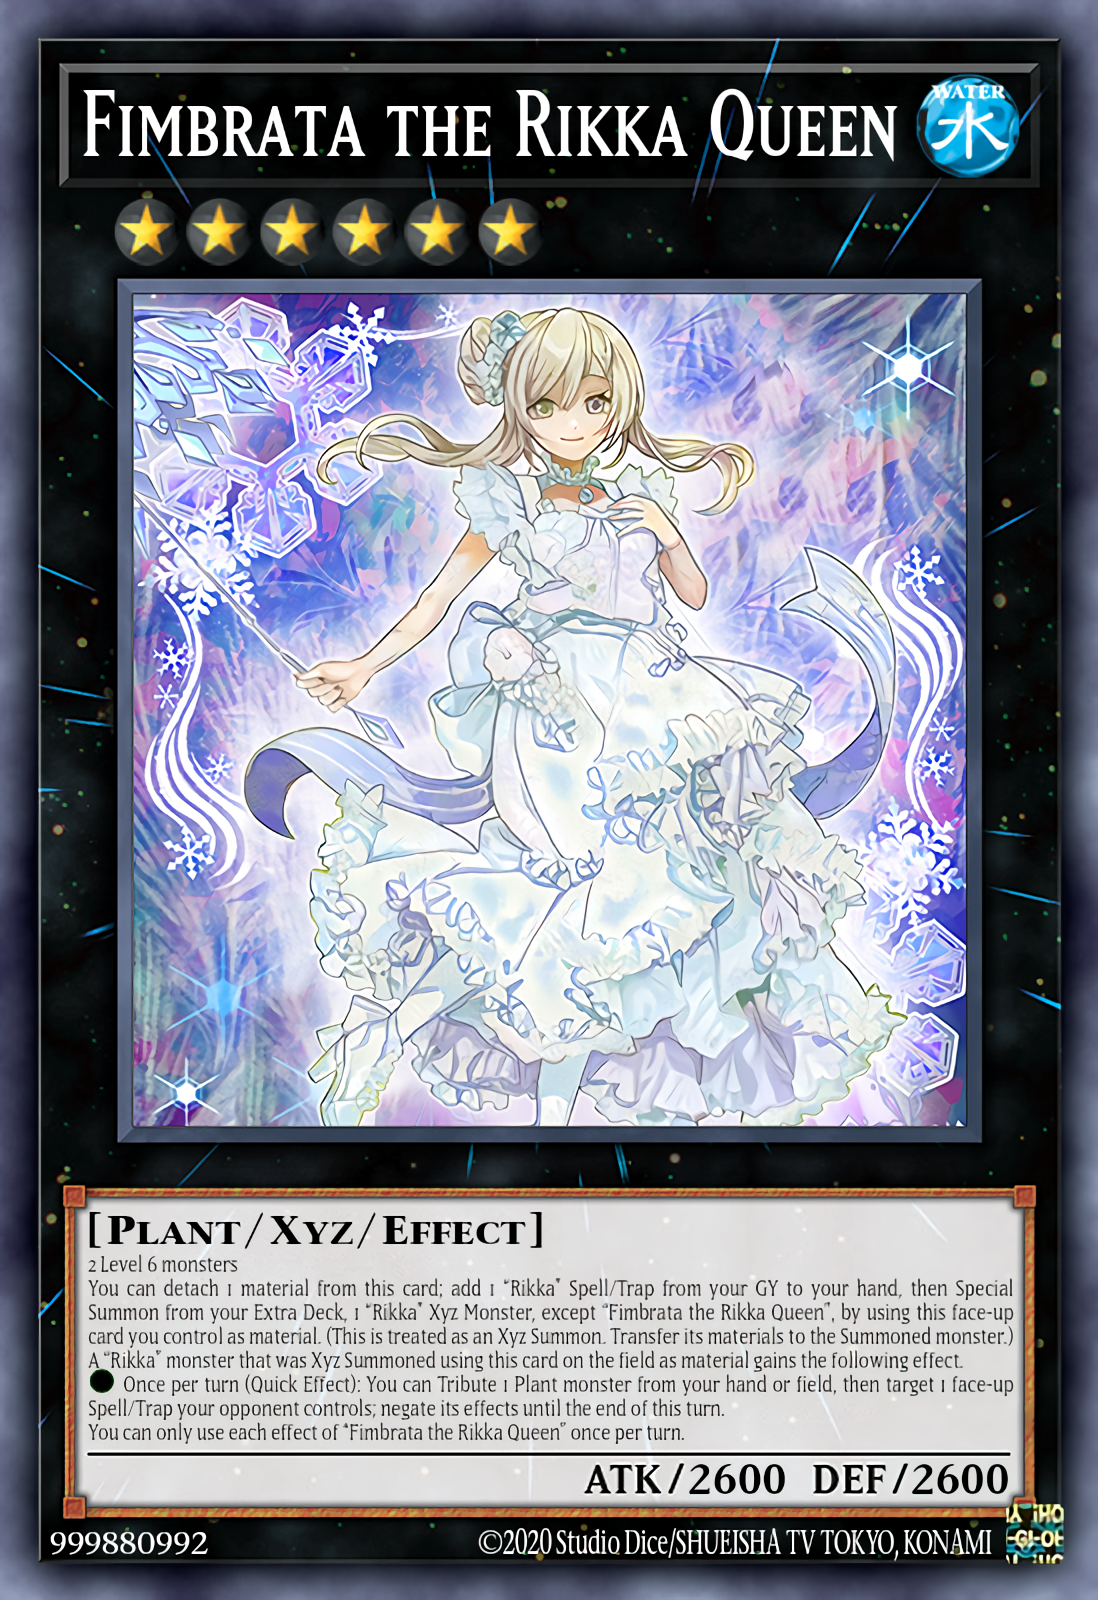 Fimbrata the Rikka Queen
WATER
水
[Plant/Xyz/Effect]
2 Level 6 monsters
You can detach 1 material from this card; add 1 "Rikka" Spell/Trap from your GY to your hand, then Special
Summon from your Extra Deck, 1 "Rikka" Xyz Monster, except "Fimbrata the Rikka Queen", by using this face-up
card you control as material. (This is treated as an Xyz Summon. Transfer its materials to the Summoned monster.)
A "Rikka" monster that was Xyz Summoned using this card on the field as material gains the following effect.
● Once per turn (Quick Effect): You can Tribute 1 Plant monster from your hand or field, then target 1 face-up
Spell/Trap your opponent controls; negate its effects until the end of this turn.
You can only use each effect of "Fimbrata the Rikka Queen" once per turn.
ATK/2600 DEF/2600
999880992
©2020 Studio Dice/SHUEISHA TV TOKYO, KONAMI